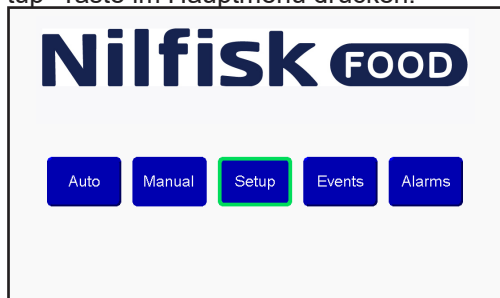 tup"-Taste im Hauptmenü drücken.
Nilfisk FOOD
Auto Manual Setup Events Alarms